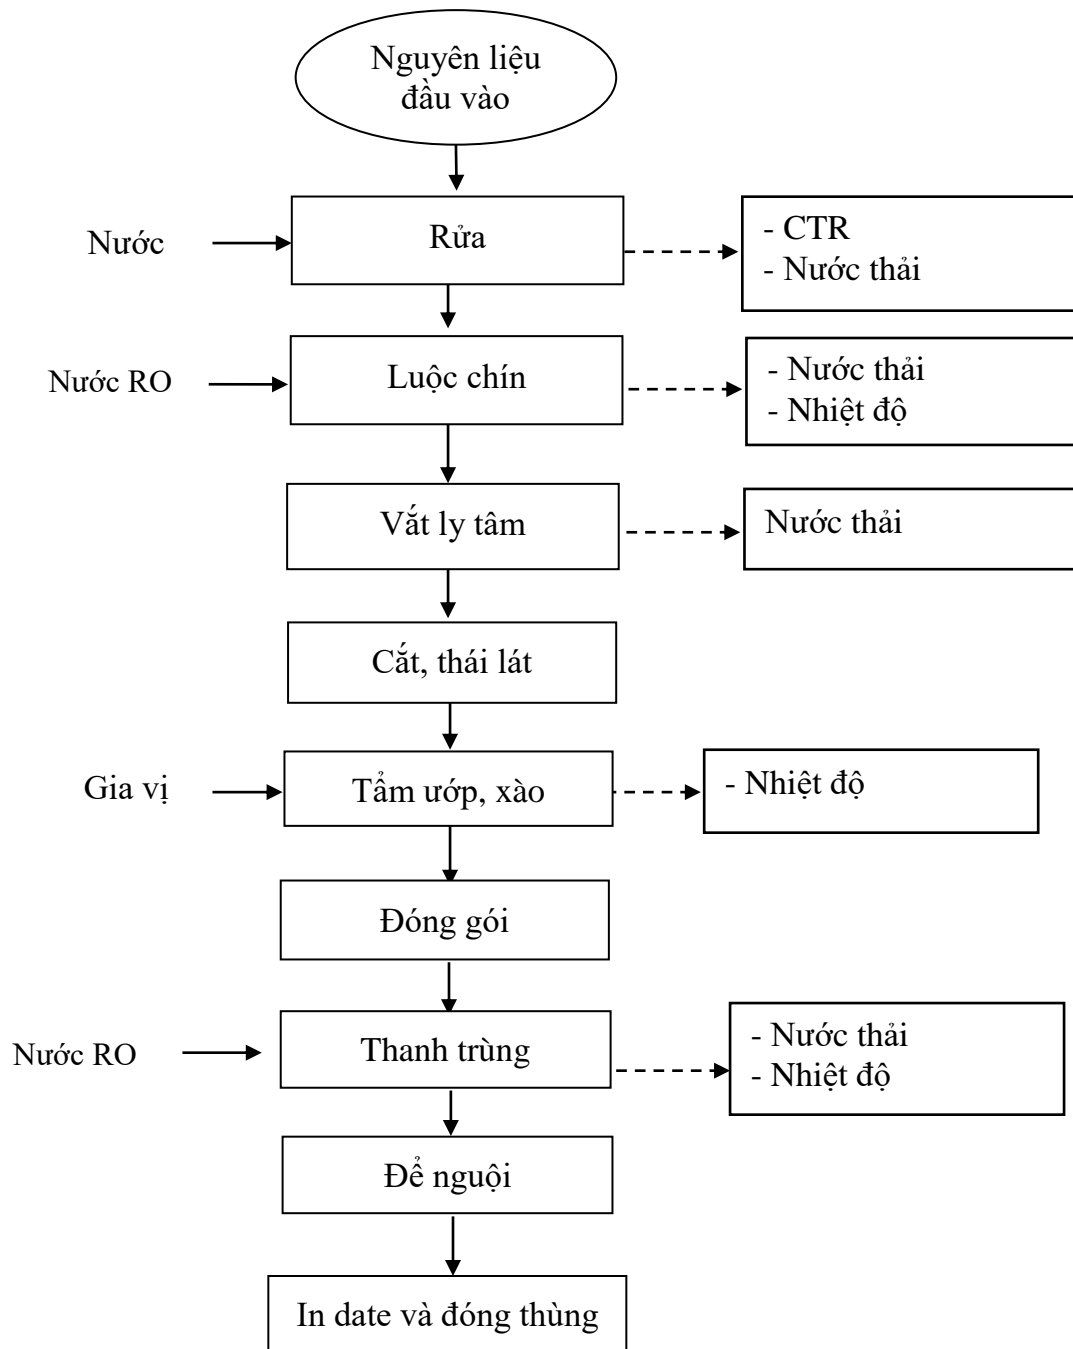 Nguyên liệu
đầu vào
Nước
Rửa
- CTR
- Nước thải
Nước RO
Luộc chín
- Nước thải
- Nhiệt độ
Vắt ly tâm
Nước thải
Cắt, thái lát
Gia vị
Tẩm ướp, xào
- Nhiệt độ
Đóng gói
Nước RO
Thanh trùng
- Nước thải
- Nhiệt độ
Để nguội
In date và đóng thùng